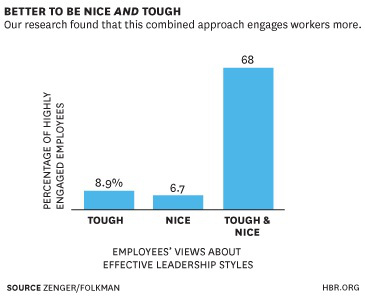 BETTER TO BE NICE AND TOUGH
Our research found that this combined approach engages workers more.
PERCENTAGE OF HIGHLY
ENGAGED EMPLOYEES
8.9%
6.7
68
TOUGH
NICE
TOUGH &
NICE
EMPLOYEES' VIEWS ABOUT
EFFECTIVE LEADERSHIP STYLES
SOURCE ZENGER/FOLKMAN
HBR.ORG